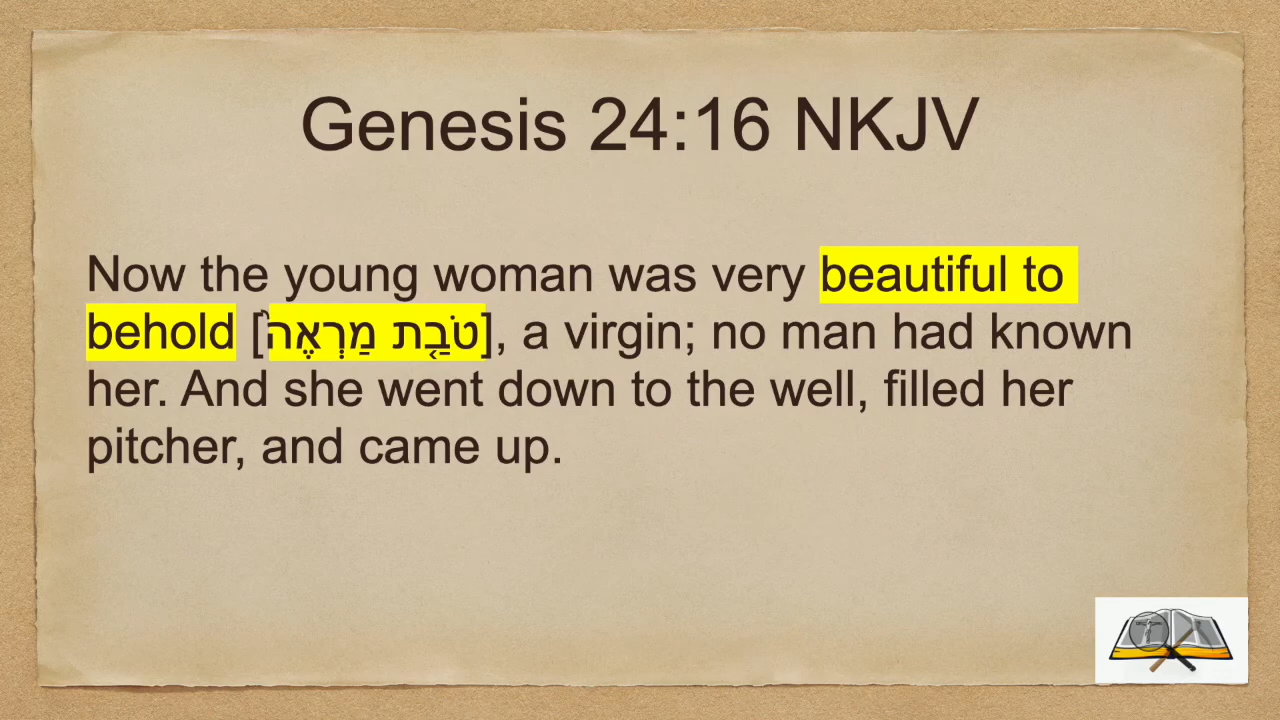 Genesis 24:16 NKJV
Now the young woman was very beautiful to
behold [טֹבַ֤ת מַרְאֶה֙], a virgin; no man had known
her. And she went down to the well, filled her
pitcher, and came up.